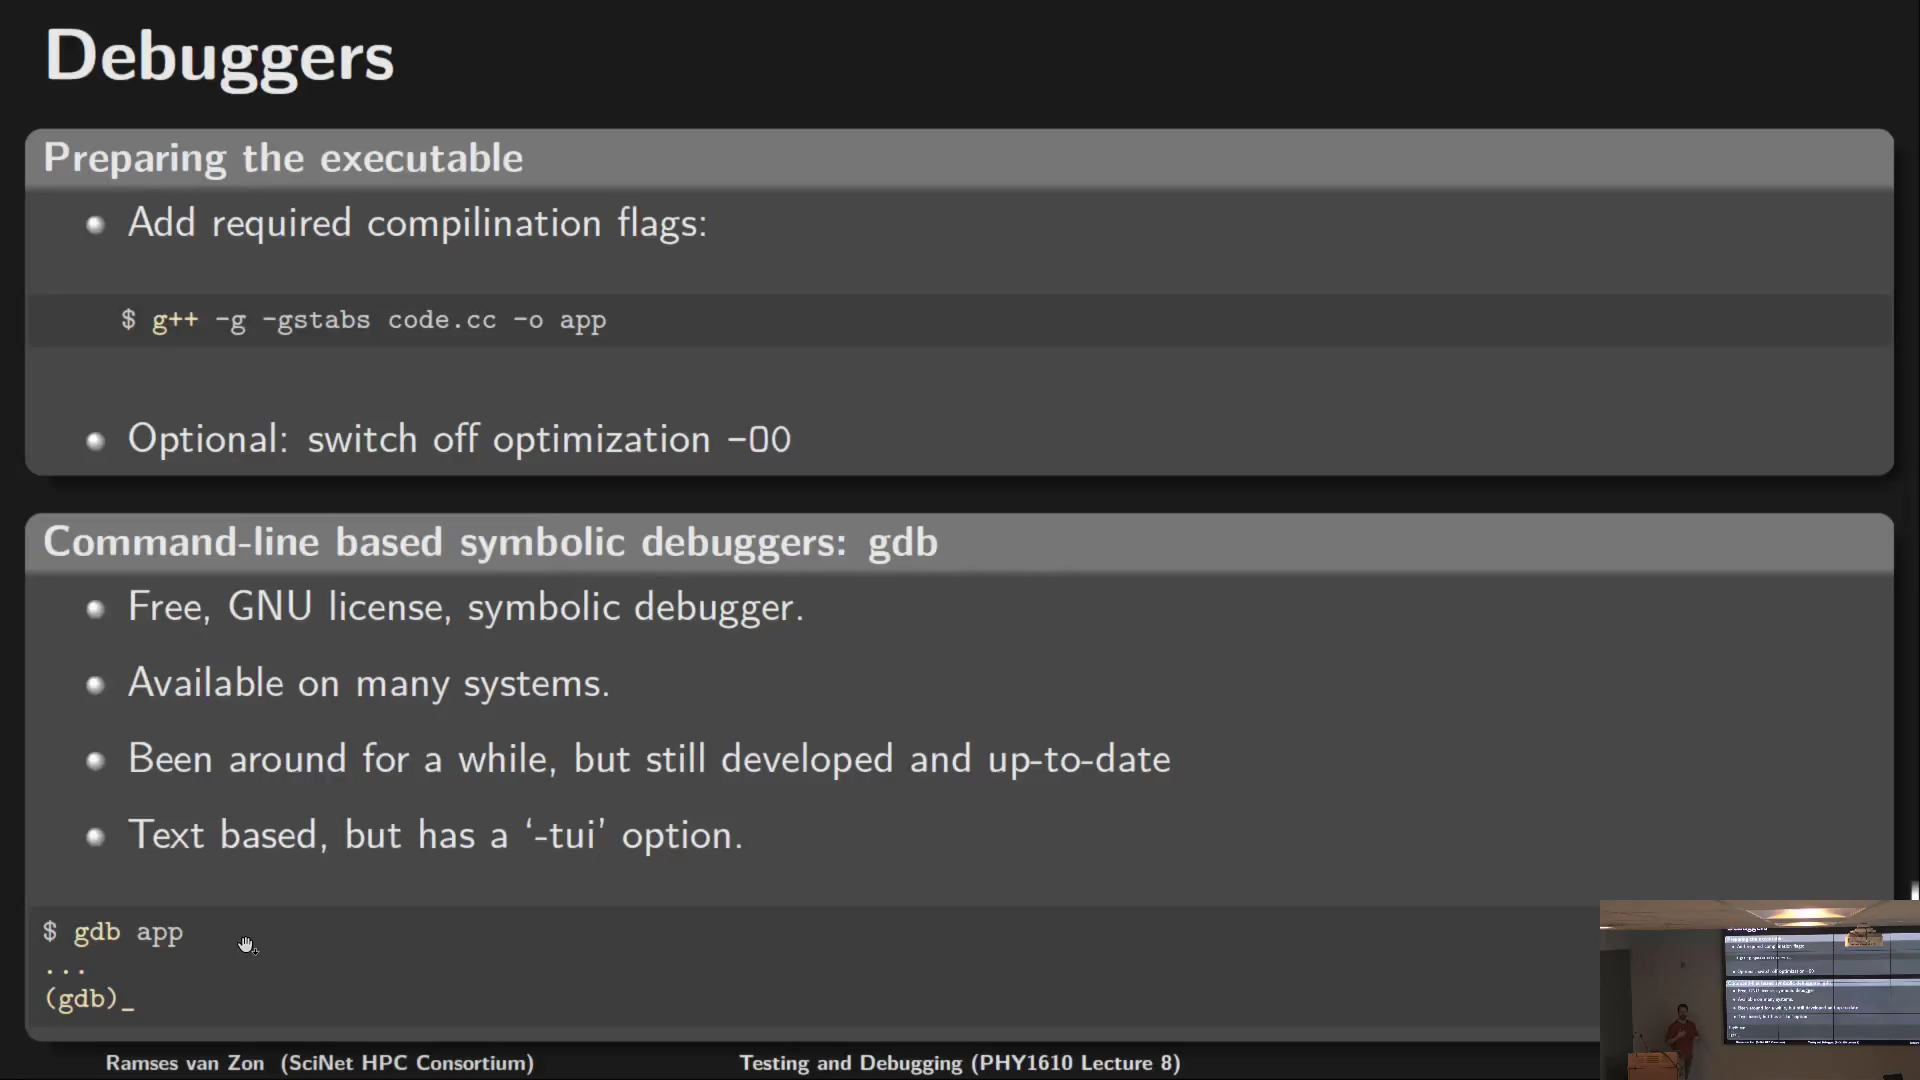 Debuggers
Preparing the executable
Add required compilination flags:
$ g++ -g -gstabs code.cc -o app
Optional: switch off optimization -O0
Command-line based symbolic debuggers: gdb
Free, GNU license, symbolic debugger.
Available on many systems.
Been around for a while, but still developed and up-to-date
Text based, but has a ‘-tui’ option.
$ gdb app
...
(gdb)_
Ramses van Zon (SciNet HPC Consortium)
Testing and Debugging (PHY1610 Lecture 8)